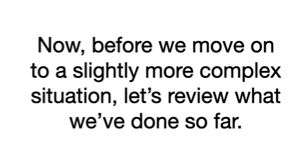 Now, before we move on
to a slightly more complex
situation, let’s review what
we’ve done so far.